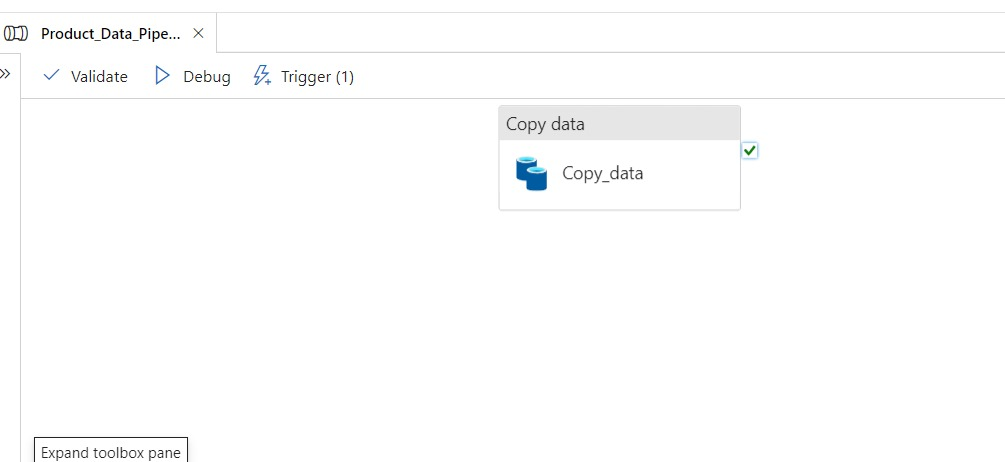 Product_Data_Pipe...
Validate Debug Trigger (1)
Copy data
Copy_data
Expand toolbox pane